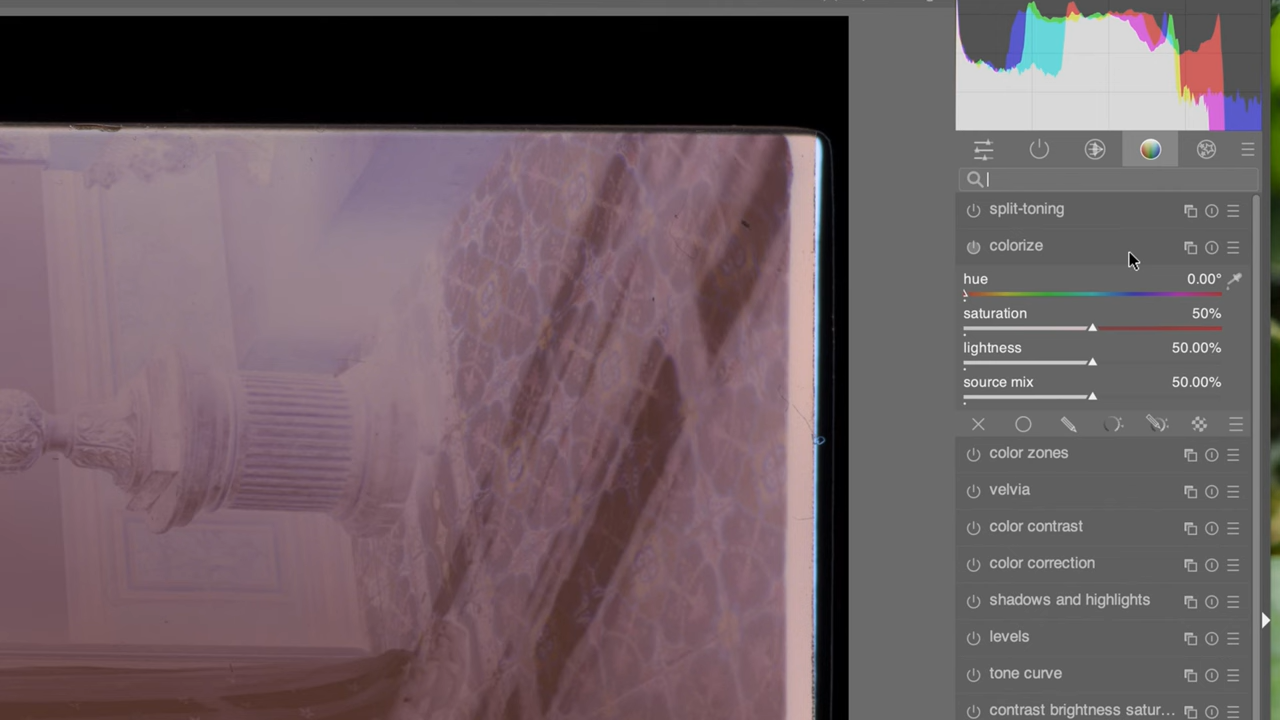 split-toning
colorize
hue 0.00°
saturation 50%
lightness 50.00%
source mix 50.00%
color zones
velvia
color contrast
color correction
shadows and highlights
levels
tone curve
contrast brightness satur...